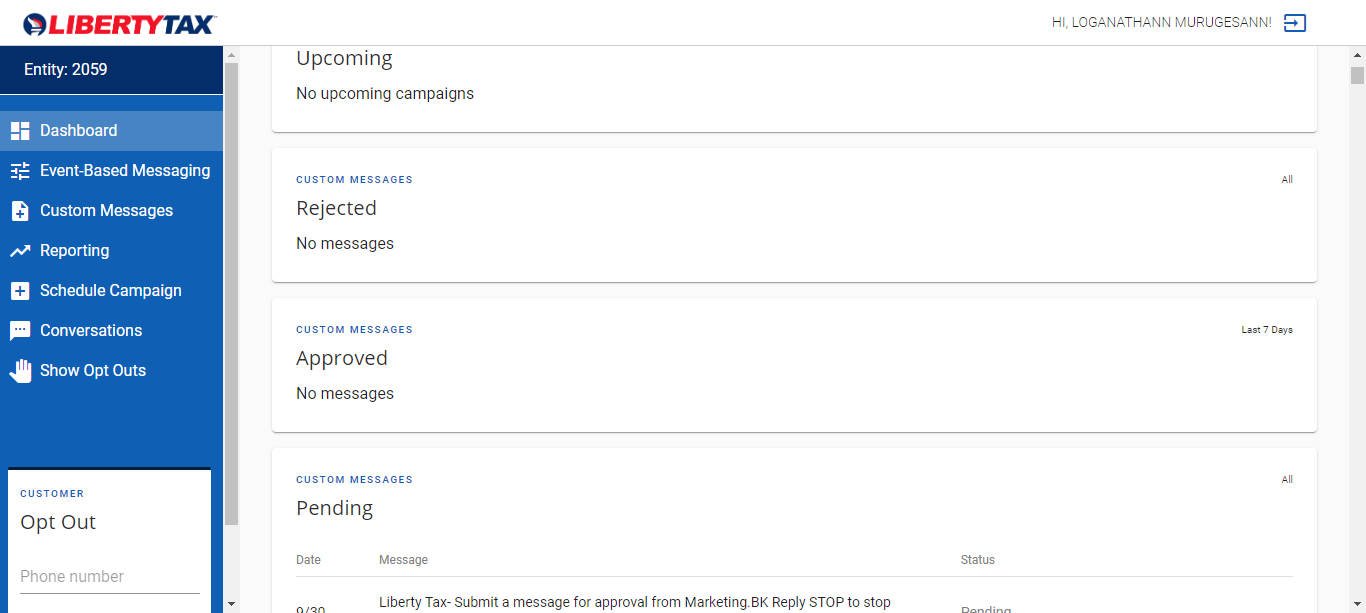 LIBERTYTAX
HI, LOGANATHANN MURUGESANN!
Entity: 2059
Dashboard
Event-Based Messaging
Custom Messages
Reporting
Schedule Campaign
Conversations
Show Opt Outs
CUSTOMER
Opt Out
Phone number
Upcoming
No upcoming campaigns
CUSTOM MESSAGES
All
Rejected
No messages
CUSTOM MESSAGES
Last 7 Days
Approved
No messages
CUSTOM MESSAGES
All
Pending
Date Message Status
9/30 Liberty Tax- Submit a message for approval from Marketing.BK Reply STOP to stop Pending